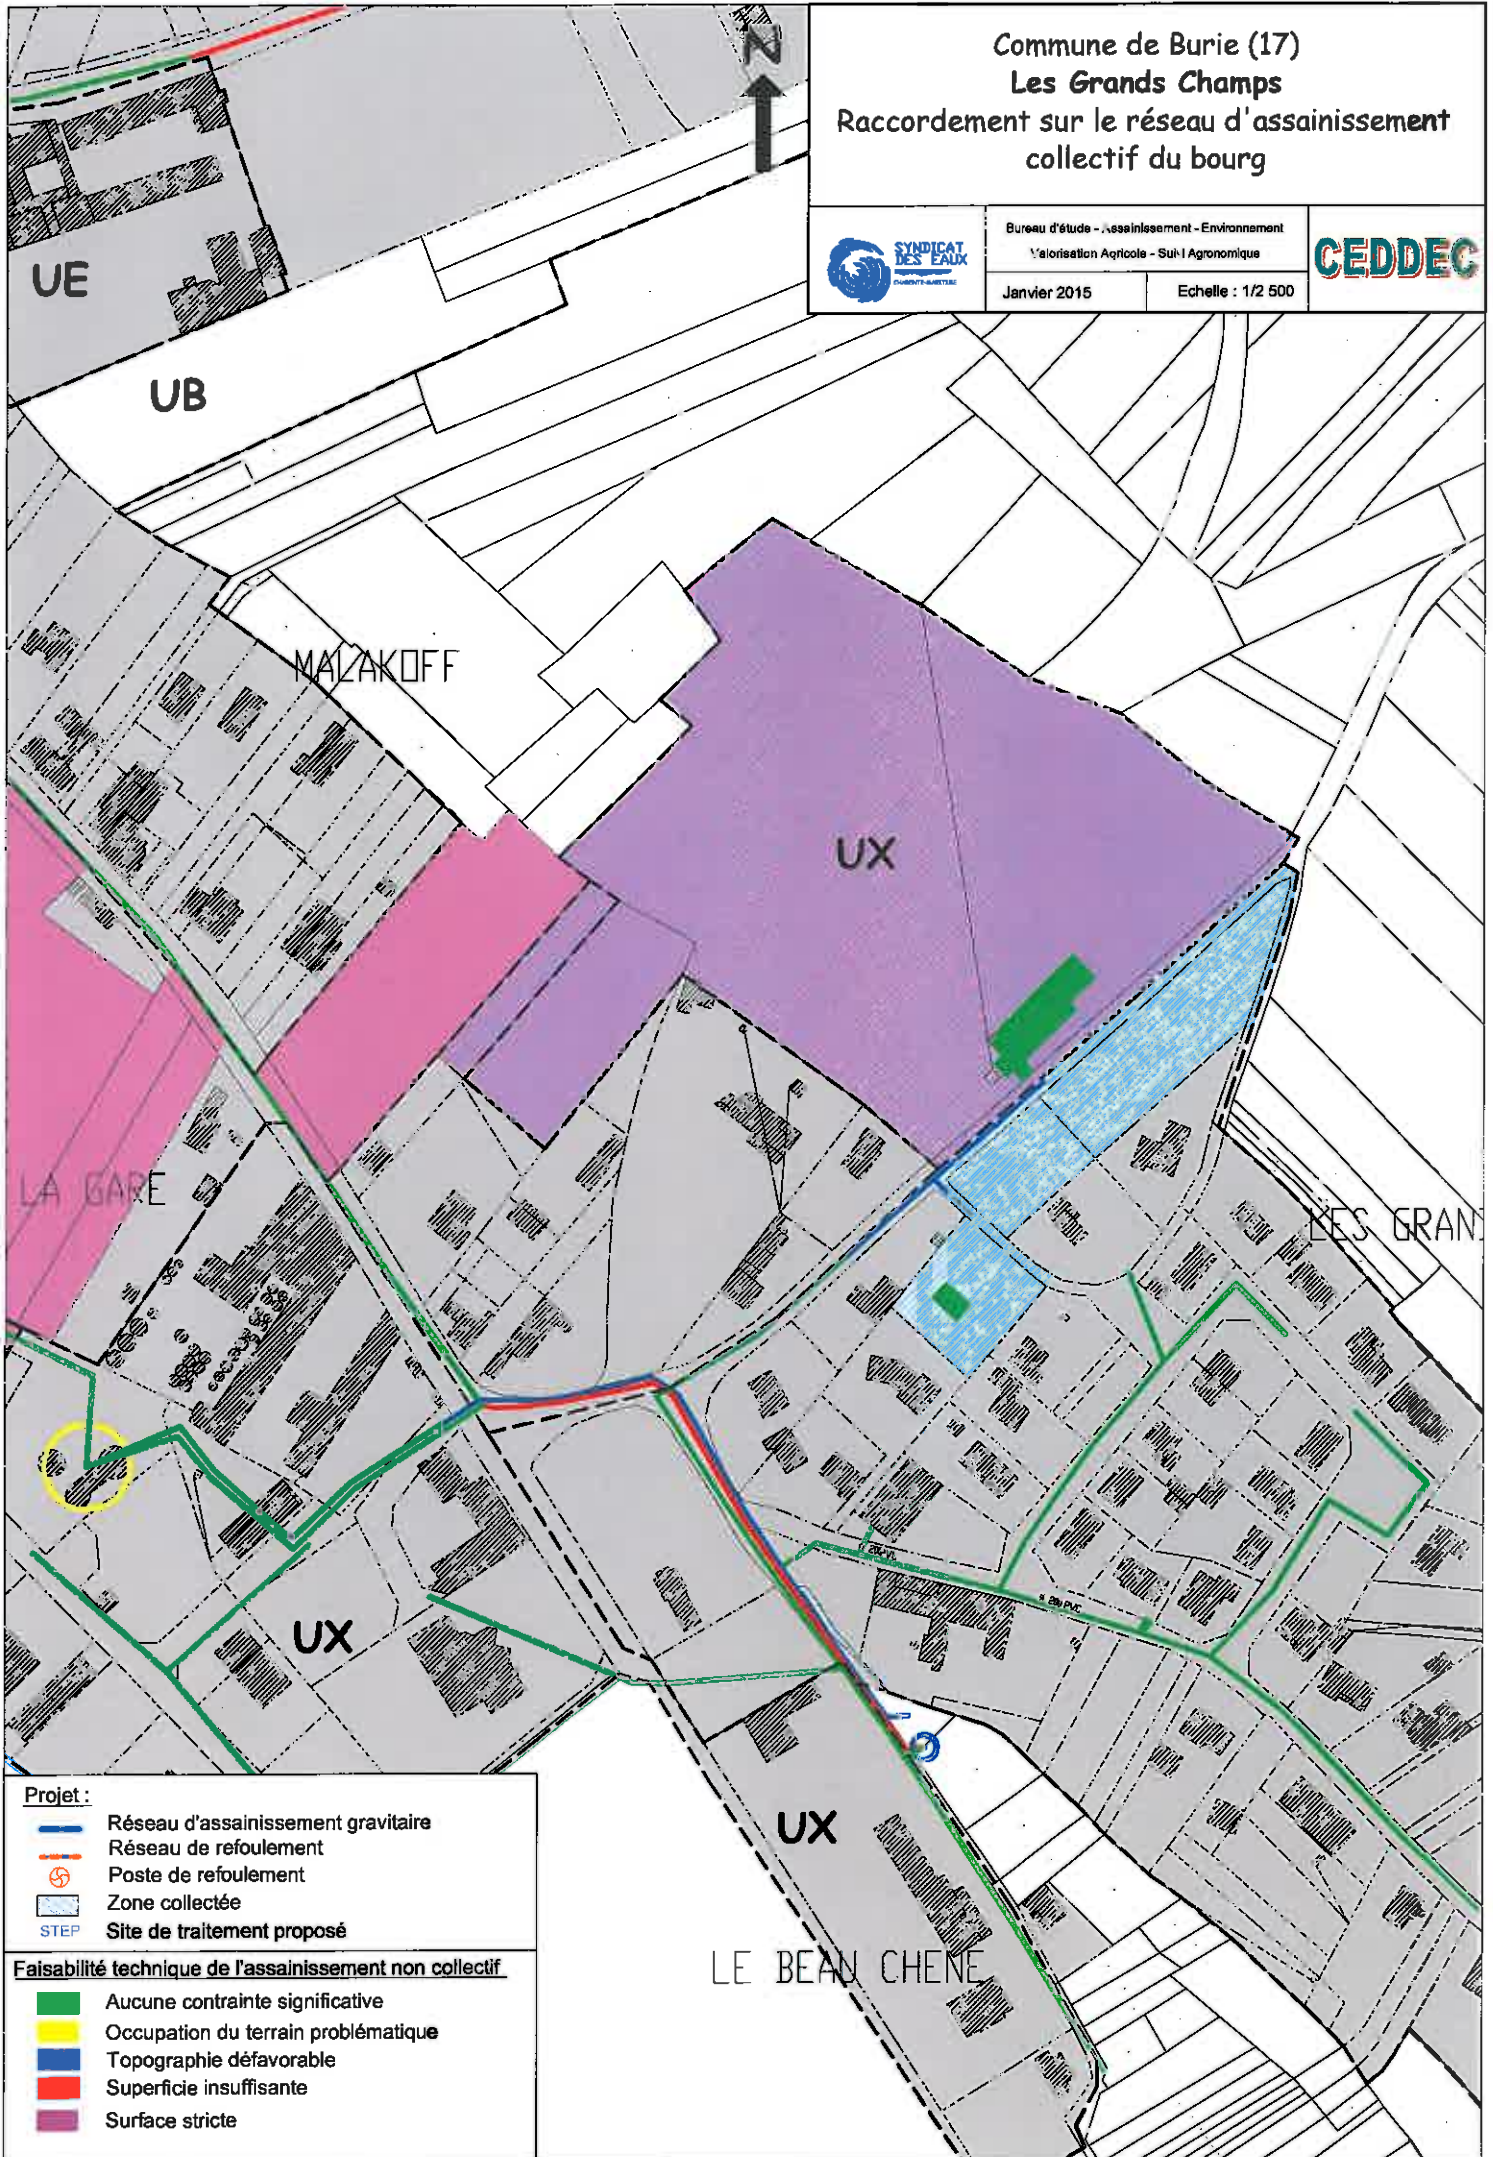 Commune de Burie (17)
Les Grands Champs
Raccordement sur le réseau d'assainissement
collectif du bourg
SYNDICAT
DES EAUX
CHARENTE-MARITIME
Bureau d'étude - Assainissement - Environnement
Valorisation Agricole - Suivi Agronomique
Janvier 2015
Echelle : 1/2 500
CEDDEC
N
UE
UB
MALAKOFF
UX
LA GARE
LES GRAN
200 PVC
UX
UX
LE BEAU CHENE
Projet :
Réseau d'assainissement gravitaire
Réseau de refoulement
Poste de refoulement
Zone collectée
STEP Site de traitement proposé
Faisabilité technique de l'assainissement non collectif
Aucune contrainte significative
Occupation du terrain problématique
Topographie défavorable
Superficie insuffisante
Surface stricte